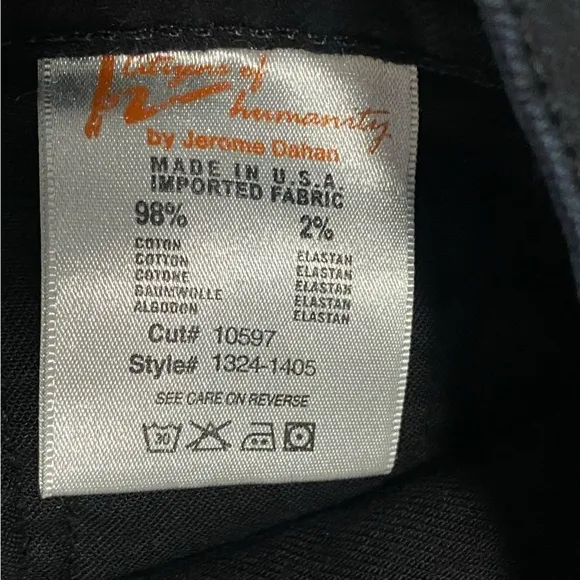 Citizens of
humanity
by Jerome Dahan
MADE IN U.S.A.
IMPORTED FABRIC
98% 2%
COTON
COTTON ELASTAN
COTONE ELASTAN
BAUMWOLLE ELASTAN
ALGODON ELASTAN
ELASTAN
Cut# 10597
Style# 1324-1405
SEE CARE ON REVERSE
30